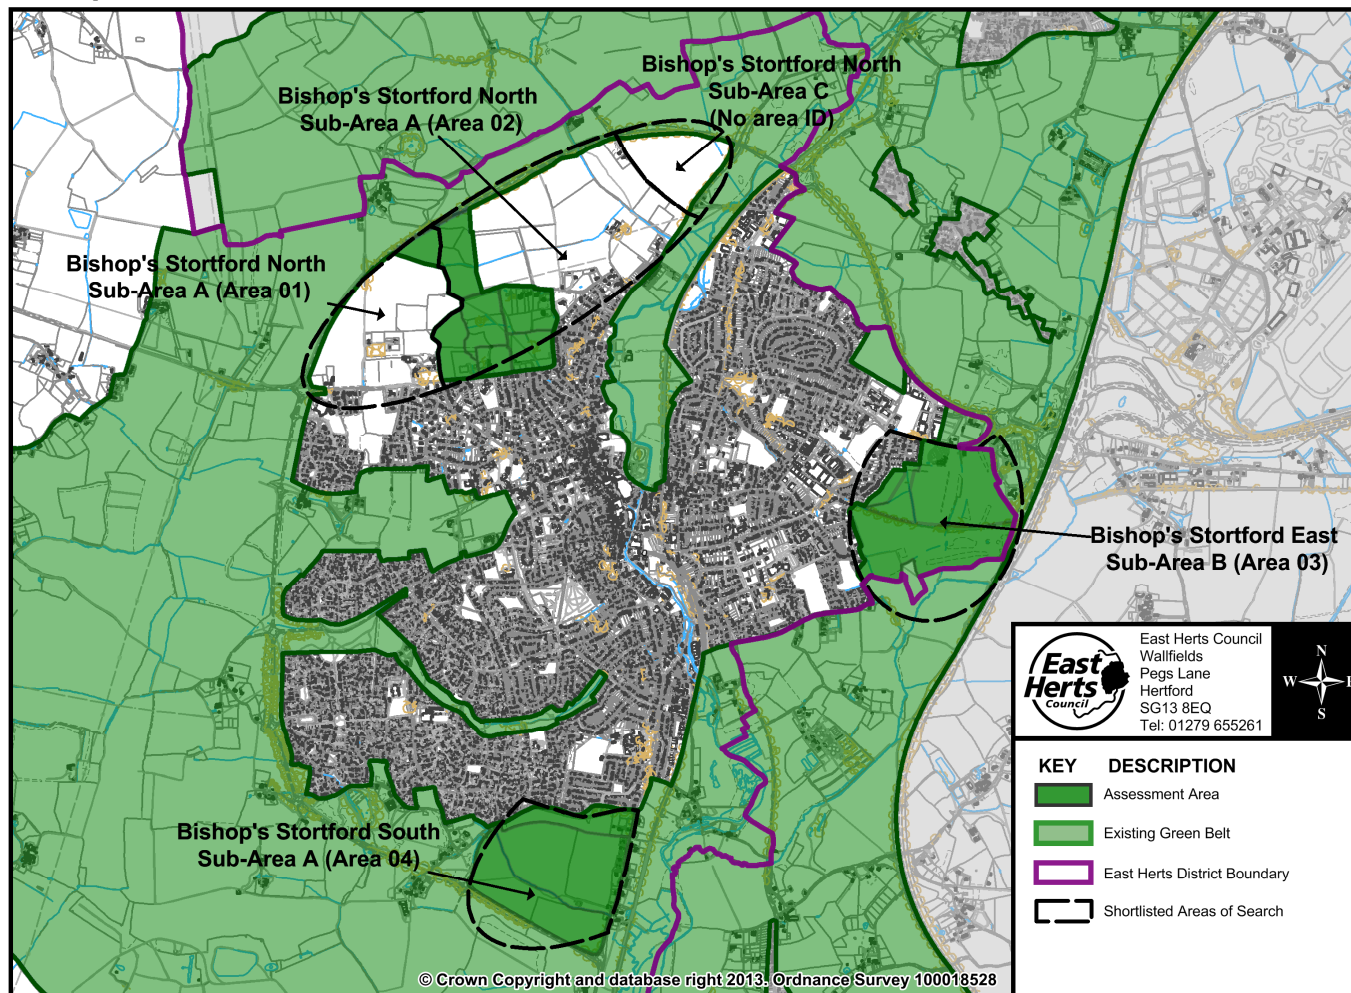 Bishop's Stortford North
Sub-Area C
(No area ID)
Bishop's Stortford North
Sub-Area A (Area 02)
Bishop's Stortford North
Sub-Area A (Area 01)
Bishop's Stortford East
Sub-Area B (Area 03)
Bishop's Stortford South
Sub-Area A (Area 04)
East
Herts
Council
East Herts Council
Wallfields
Pegs Lane
Hertford
SG13 8EQ
Tel: 01279 655261
N
W
E
S
KEY DESCRIPTION
Assessment Area
Existing Green Belt
East Herts District Boundary
Shortlisted Areas of Search
© Crown Copyright and database right 2013. Ordnance Survey 100018528